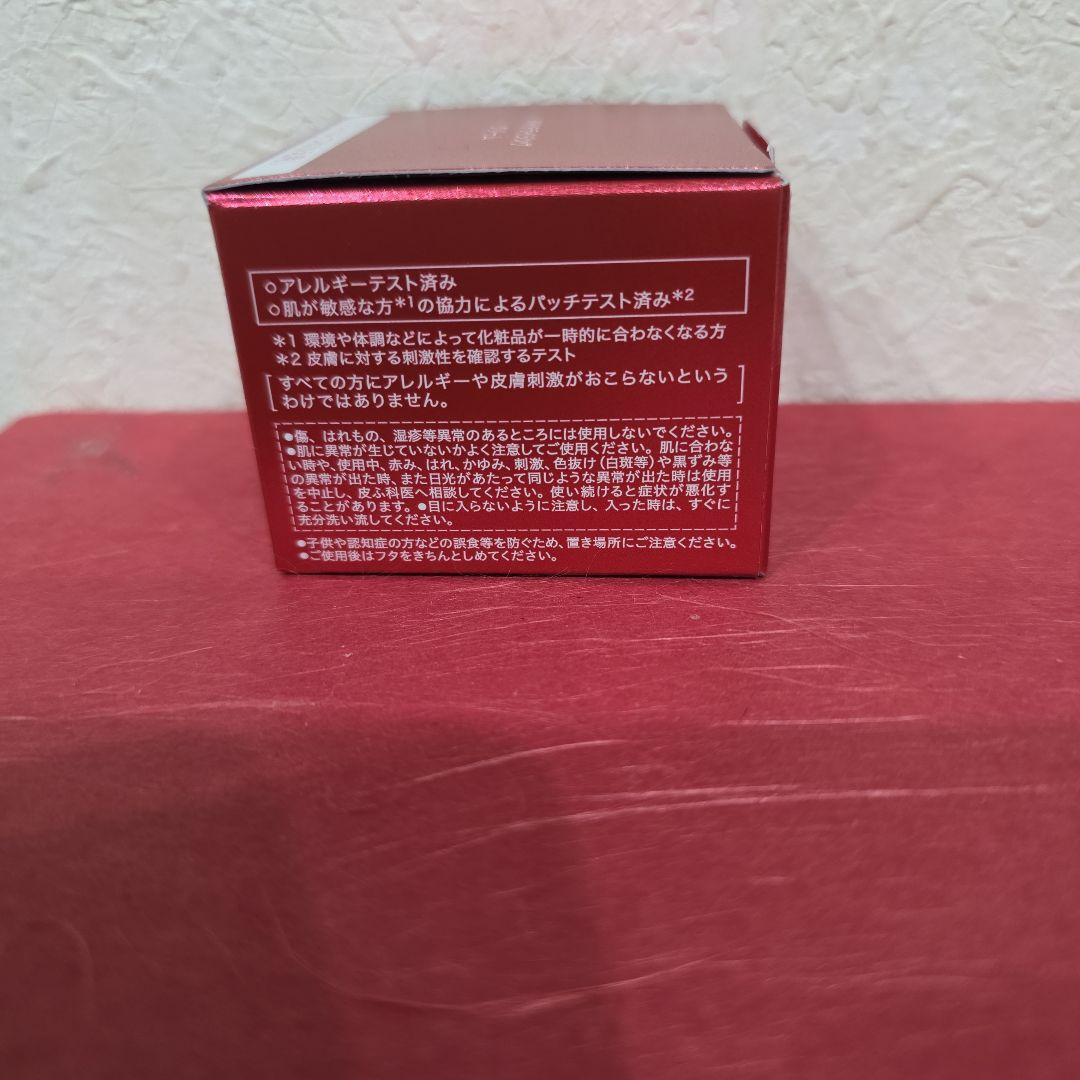 ○アレルギーテスト済み
○肌が敏感な方*1の協力によるパッチテスト済み*2
*1 環境や体調などによって化粧品が一時的に合わなくなる方
*2 皮膚に対する刺激性を確認するテスト
すべての方にアレルギーや皮膚刺激がおこらないという
わけではありません。
●傷、はれもの、湿疹等異常のあるところには使用しないでください。
●肌に異常が生じていないかよく注意してご使用ください。肌に合わな
い時や、使用中、赤み、はれ、かゆみ、刺激、色抜け(白斑等)や黒ずみ等
の異常が出た時、また日光があたって同じような異常が出た時は使用
を中止し、皮ふ科医へ相談してください。使い続けると症状が悪化す
ることがあります。●目に入らないように注意し、入った時は、すぐに
充分洗い流してください。
●子供や認知症の方などの誤食等を防ぐため、置き場所にご注意ください。
●ご使用後はフタをきちんとしめてください。